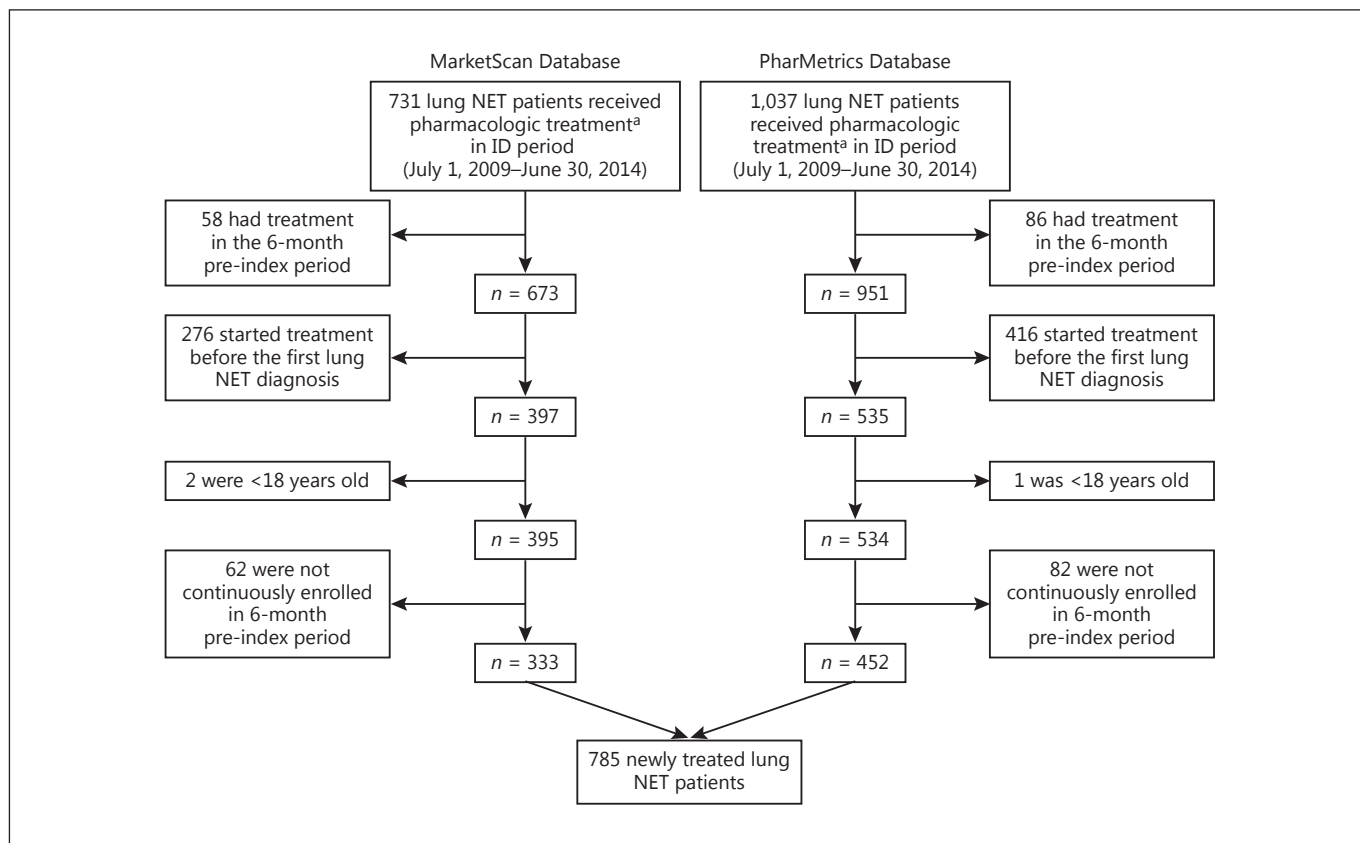 MarketScan Database
731 lung NET patients received
pharmacologic treatmentᵃ
in ID period
(July 1, 2009–June 30, 2014)
58 had treatment
in the 6-month
pre-index period
n = 673
276 started treatment
before the first lung
NET diagnosis
n = 397
2 were <18 years old
n = 395
62 were not
continuously enrolled
in 6-month
pre-index period
n = 333
PharMetrics Database
1,037 lung NET patients
received pharmacologic
treatmentᵃ in ID period
(July 1, 2009–June 30, 2014)
86 had treatment
in the 6-month
pre-index period
n = 951
416 started treatment
before the first lung
NET diagnosis
n = 535
1 was <18 years old
n = 534
82 were not
continuously enrolled
in 6-month
pre-index period
n = 452
785 newly treated lung
NET patients